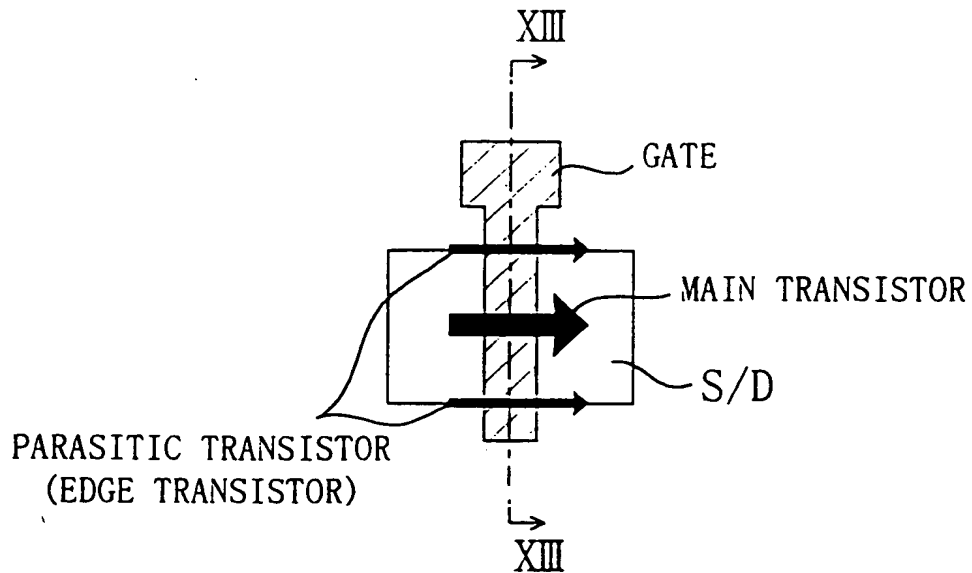 XIII
GATE
MAIN TRANSISTOR
S/D
PARASITIC TRANSISTOR
(EDGE TRANSISTOR)
XIII